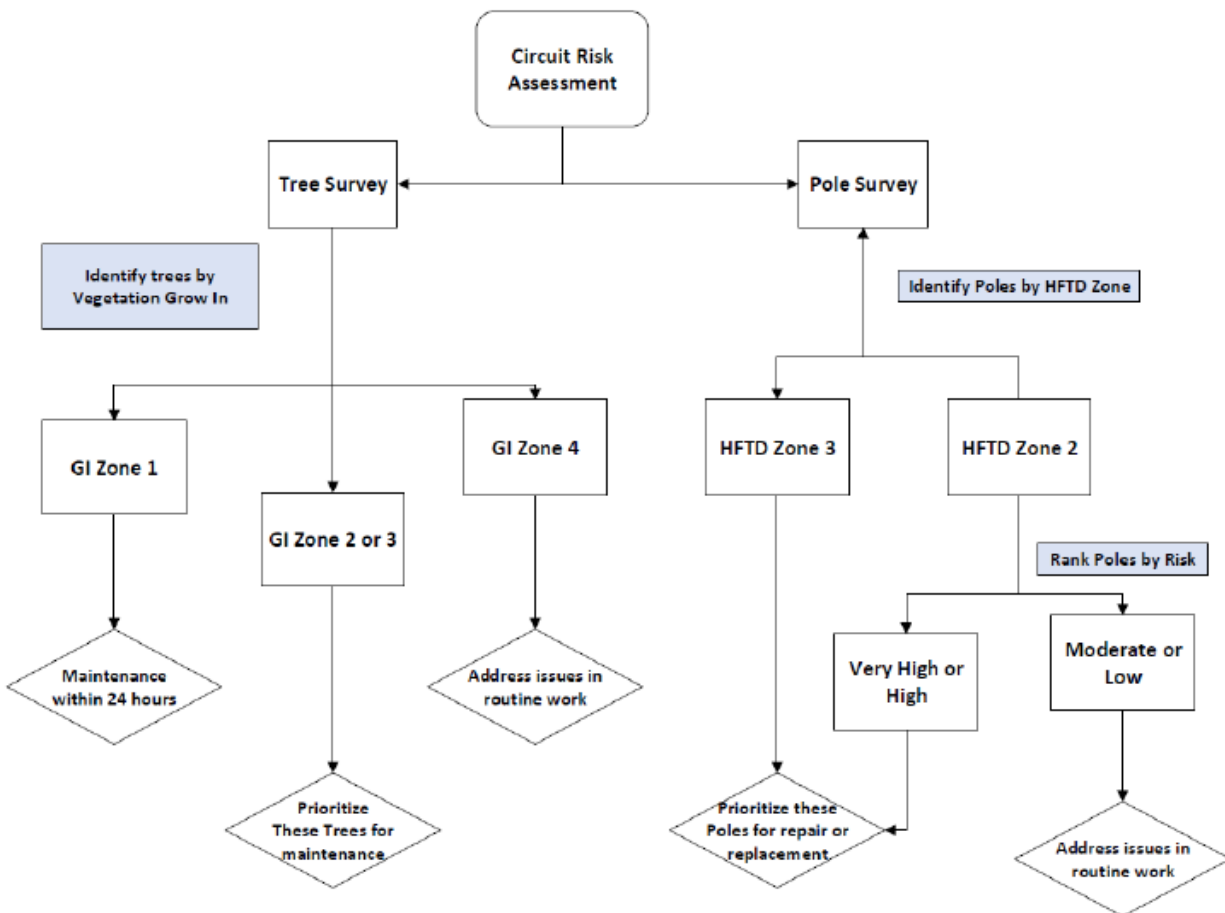 Circuit Risk
Assessment
Tree Survey
Pole Survey
Identify trees by
Vegetation Grow In
Identify Poles by HFTD Zone
GI Zone 1
GI Zone 4
HFTD Zone 3
HFTD Zone 2
GI Zone 2 or 3
Rank Poles by Risk
Maintenance
within 24 hours
Address issues in
routine work
Very High or
High
Moderate or
Low
Prioritize
These Trees for
maintenance
Prioritize these
Poles for repair or
replacement
Address issues in
routine work